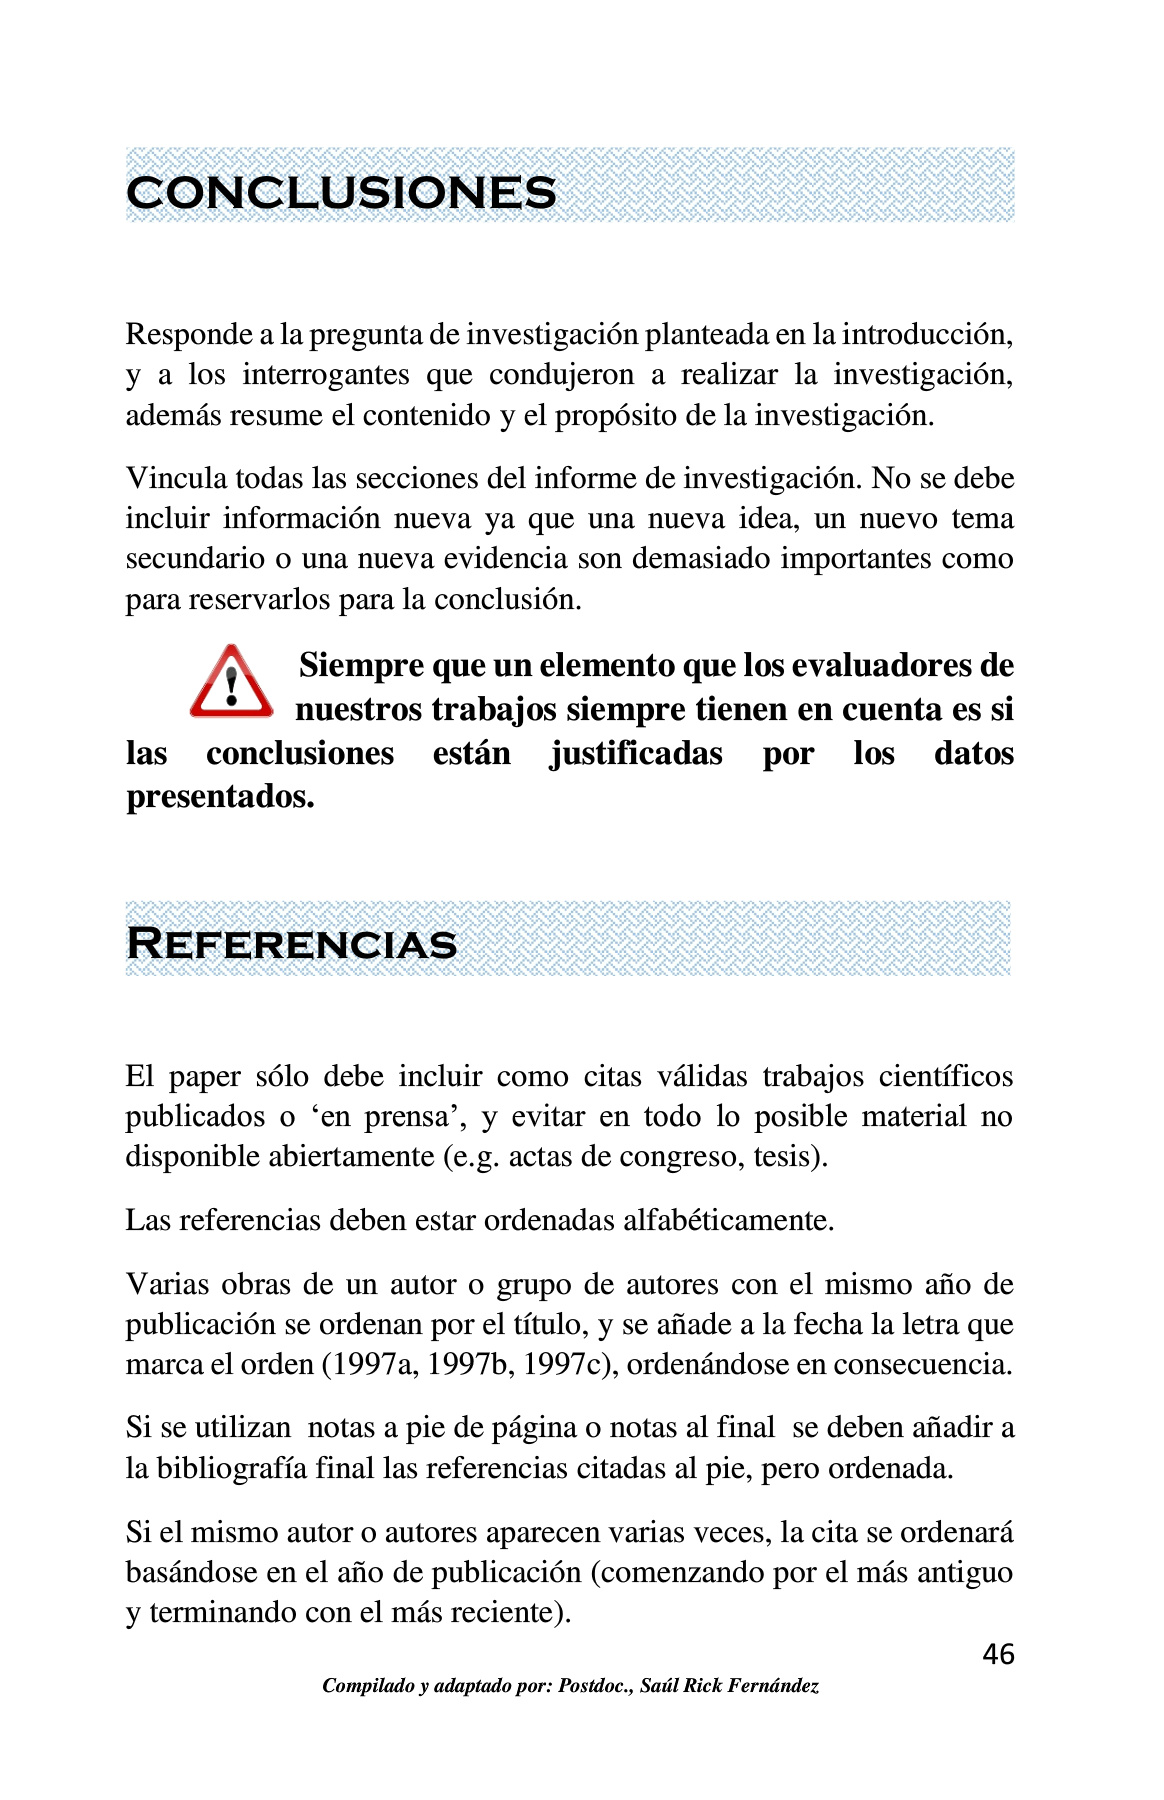 CONCLUSIONES
Responde a la pregunta de investigación planteada en la introducción,
y a los interrogantes que condujeron a realizar la investigación,
además resume el contenido y el propósito de la investigación.
Vincula todas las secciones del informe de investigación. No se debe
incluir información nueva ya que una nueva idea, un nuevo tema
secundario o una nueva evidencia son demasiado importantes como
para reservarlos para la conclusión.
Siempre que un elemento que los evaluadores de
nuestros trabajos siempre tienen en cuenta es si
las conclusiones están justificadas por los datos
presentados.
REFERENCIAS
El paper sólo debe incluir como citas válidas trabajos científicos
publicados o ‘en prensa’, y evitar en todo lo posible material no
disponible abiertamente (e.g. actas de congreso, tesis).
Las referencias deben estar ordenadas alfabéticamente.
Varias obras de un autor o grupo de autores con el mismo año de
publicación se ordenan por el título, y se añade a la fecha la letra que
marca el orden (1997a, 1997b, 1997c), ordenándose en consecuencia.
Si se utilizan notas a pie de página o notas al final se deben añadir a
la bibliografía final las referencias citadas al pie, pero ordenada.
Si el mismo autor o autores aparecen varias veces, la cita se ordenará
basándose en el año de publicación (comenzando por el más antiguo
y terminando con el más reciente).
46
Compilado y adaptado por: Postdoc., Saúl Rick Fernández